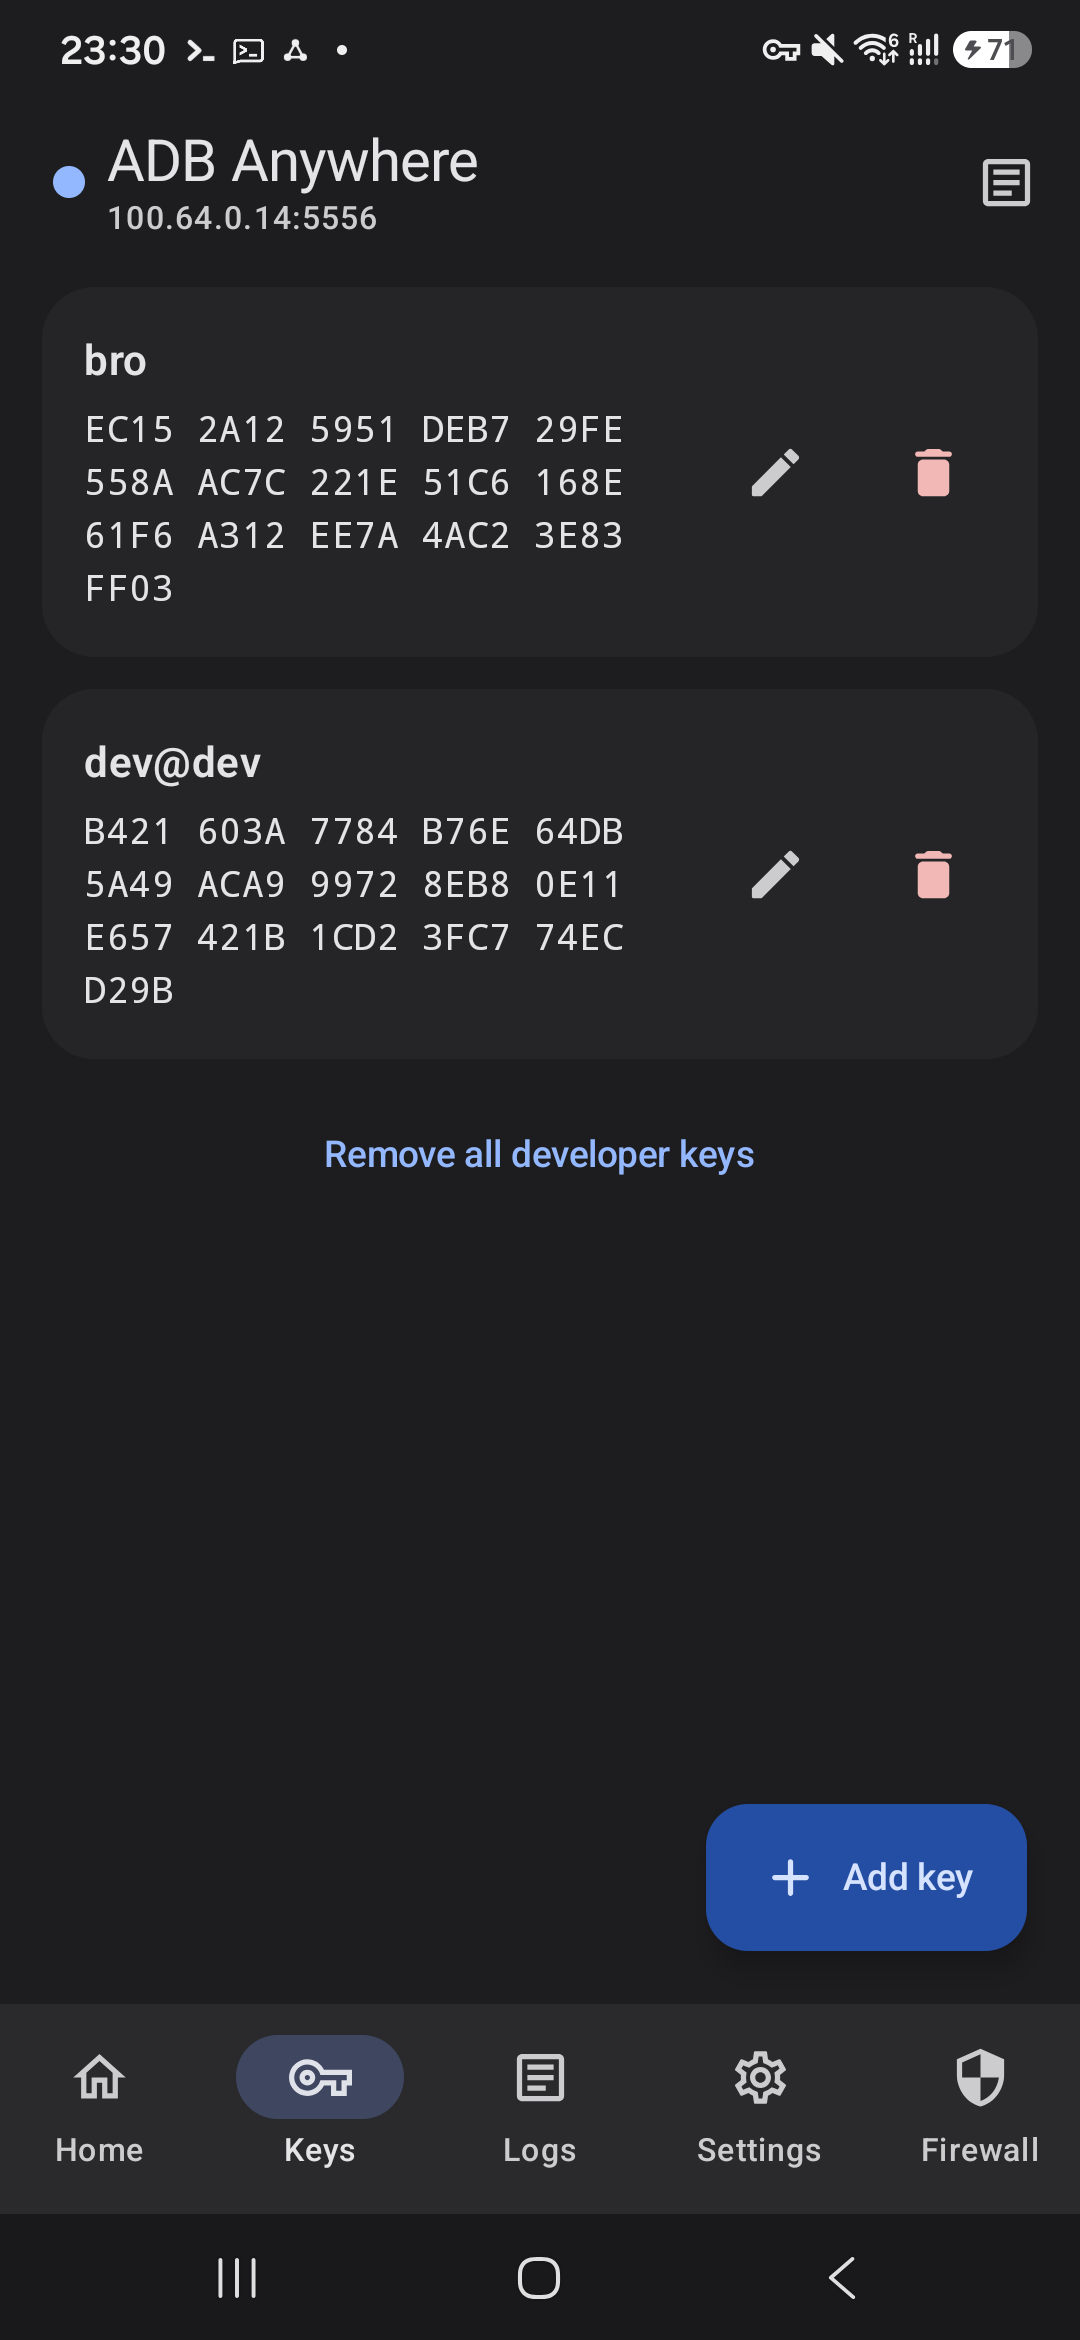 23:30
6
R
71
ADB Anywhere
100.64.0.14:5556
bro
EC15 2A12 5951 DEB7 29FE
558A AC7C 221E 51C6 168E
61F6 A312 EE7A 4AC2 3E83
FF03
dev@dev
B421 603A 7784 B76E 64DB
5A49 ACA9 9972 8EB8 0E11
E657 421B 1CD2 3FC7 74EC
D29B
Remove all developer keys
Add key
Home Keys Logs Settings Firewall